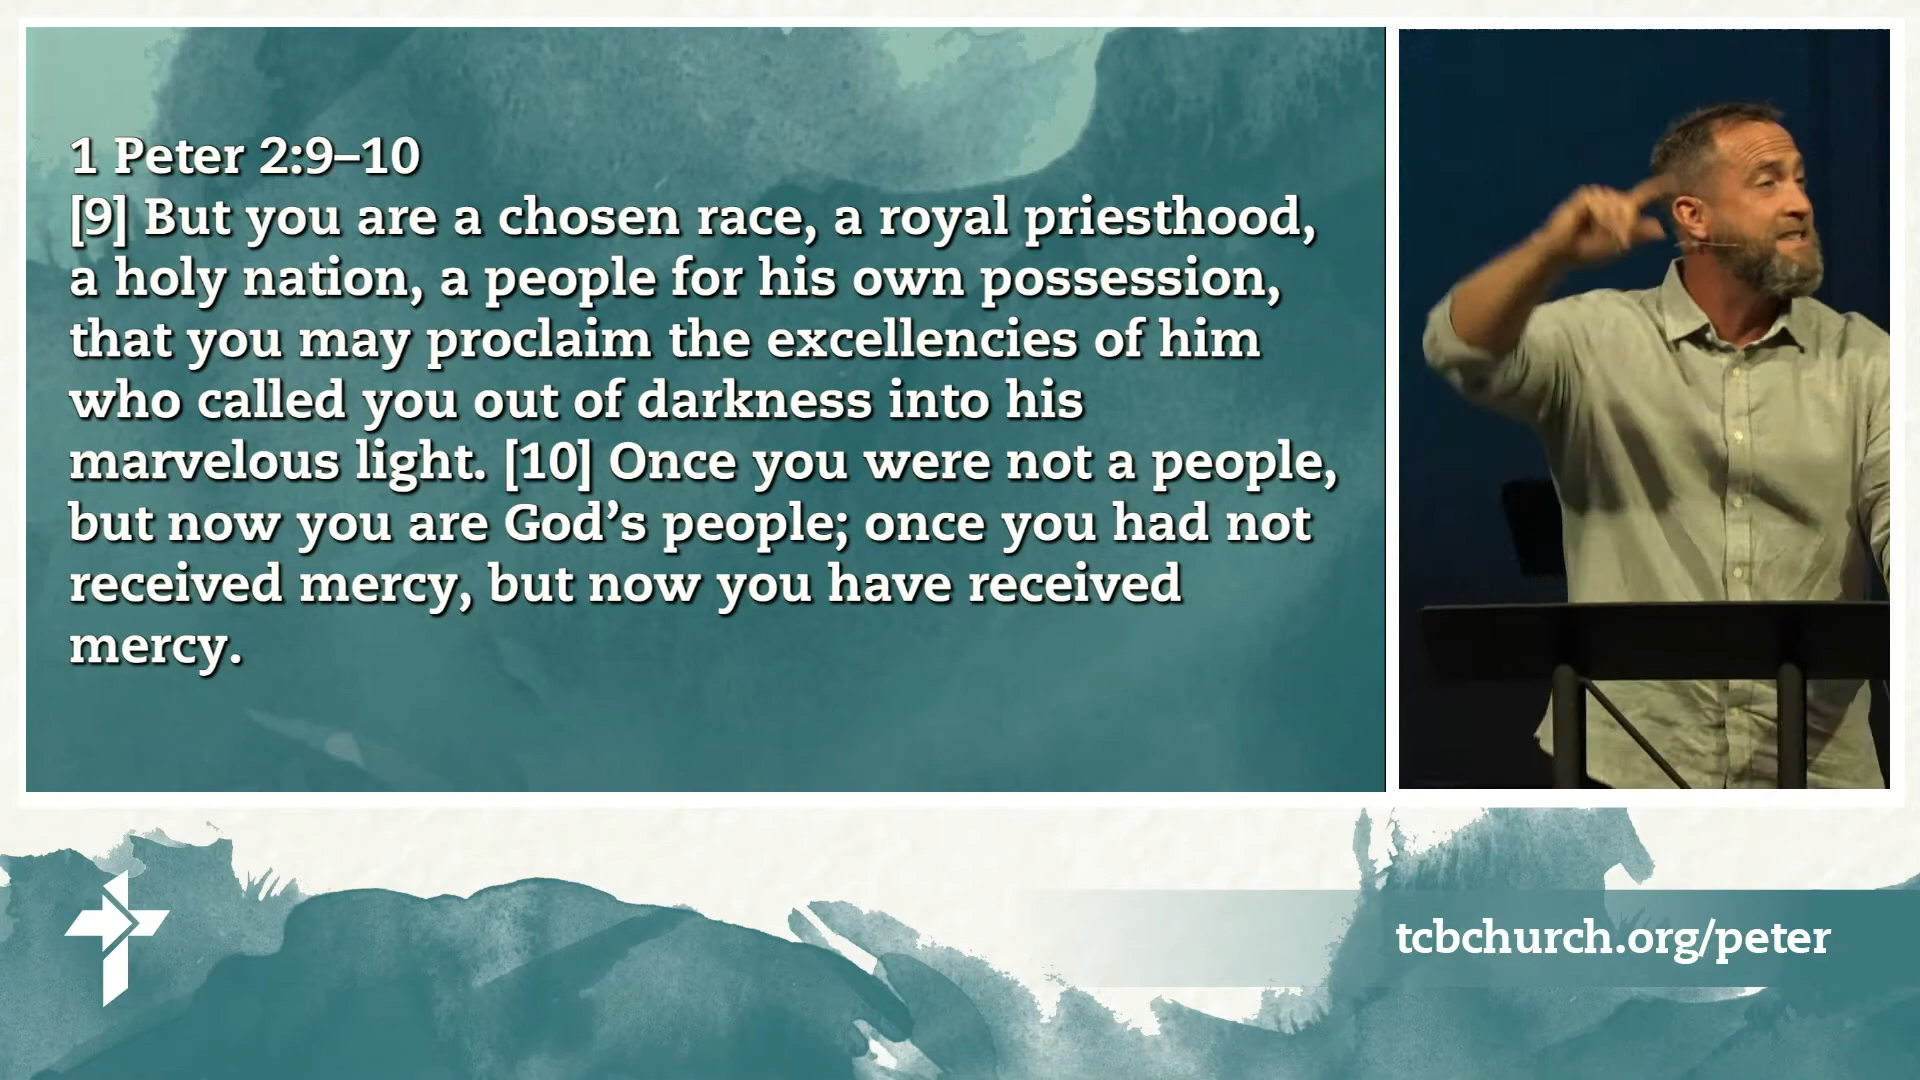 1 Peter 2:9–10
[9] But you are a chosen race, a royal priesthood,
a holy nation, a people for his own possession,
that you may proclaim the excellencies of him
who called you out of darkness into his
marvelous light. [10] Once you were not a people,
but now you are God’s people; once you had not
received mercy, but now you have received
mercy.
tcbchurch.org/peter